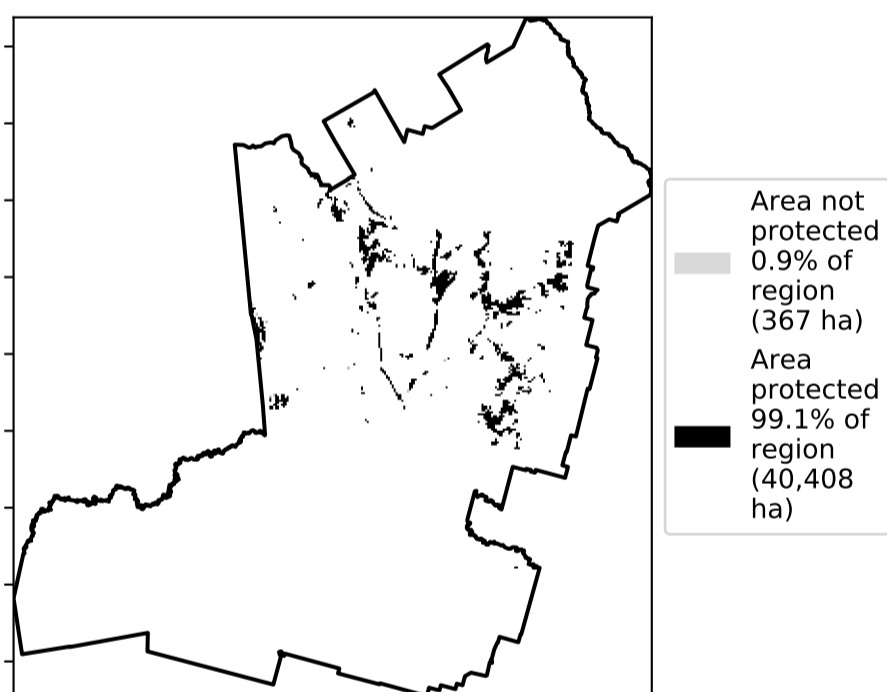 Area not
protected
0.9% of
region
(367 ha)
Area
protected
99.1% of
region
(40,408
ha)